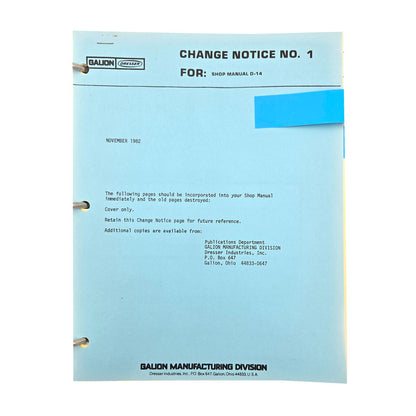 GALION DRESSER
CHANGE NOTICE NO. 1
FOR: SHOP MANUAL D-14
NOVEMBER 1982
The following pages should be incorporated into your Shop Manual
immediately and the old pages destroyed:
Cover only.
Retain this Change Notice page for future reference.
Additional copies are available from:
Publications Department
GALION MANUFACTURING DIVISION
Dresser Industries, Inc.
P.O. Box 647
Galion, Ohio 44833-0647
GALION MANUFACTURING DIVISION
Dresser Industries, Inc., P.O. Box 647, Galion, Ohio 44833, U.S.A.